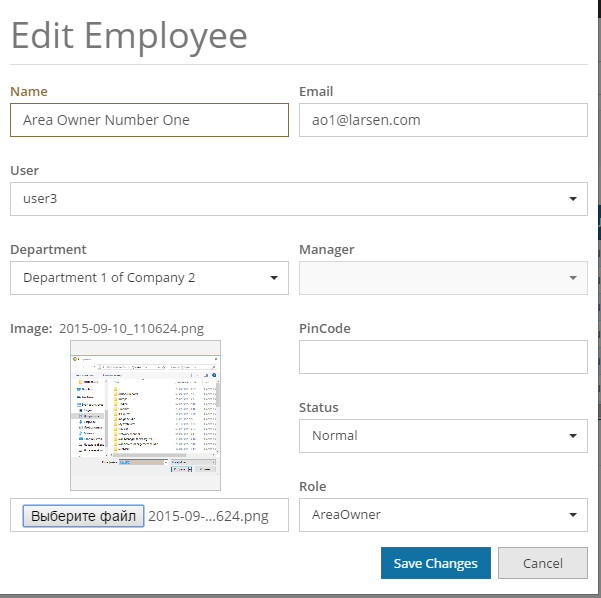 Edit Employee
Name
Email
Area Owner Number One
ao1@larsen.com
User
user3
Department
Manager
Department 1 of Company 2
Image: 2015-09-10_110624.png
PinCode
Status
Normal
Role
Выберите файл 2015-09-...624.png
AreaOwner
Save Changes
Cancel